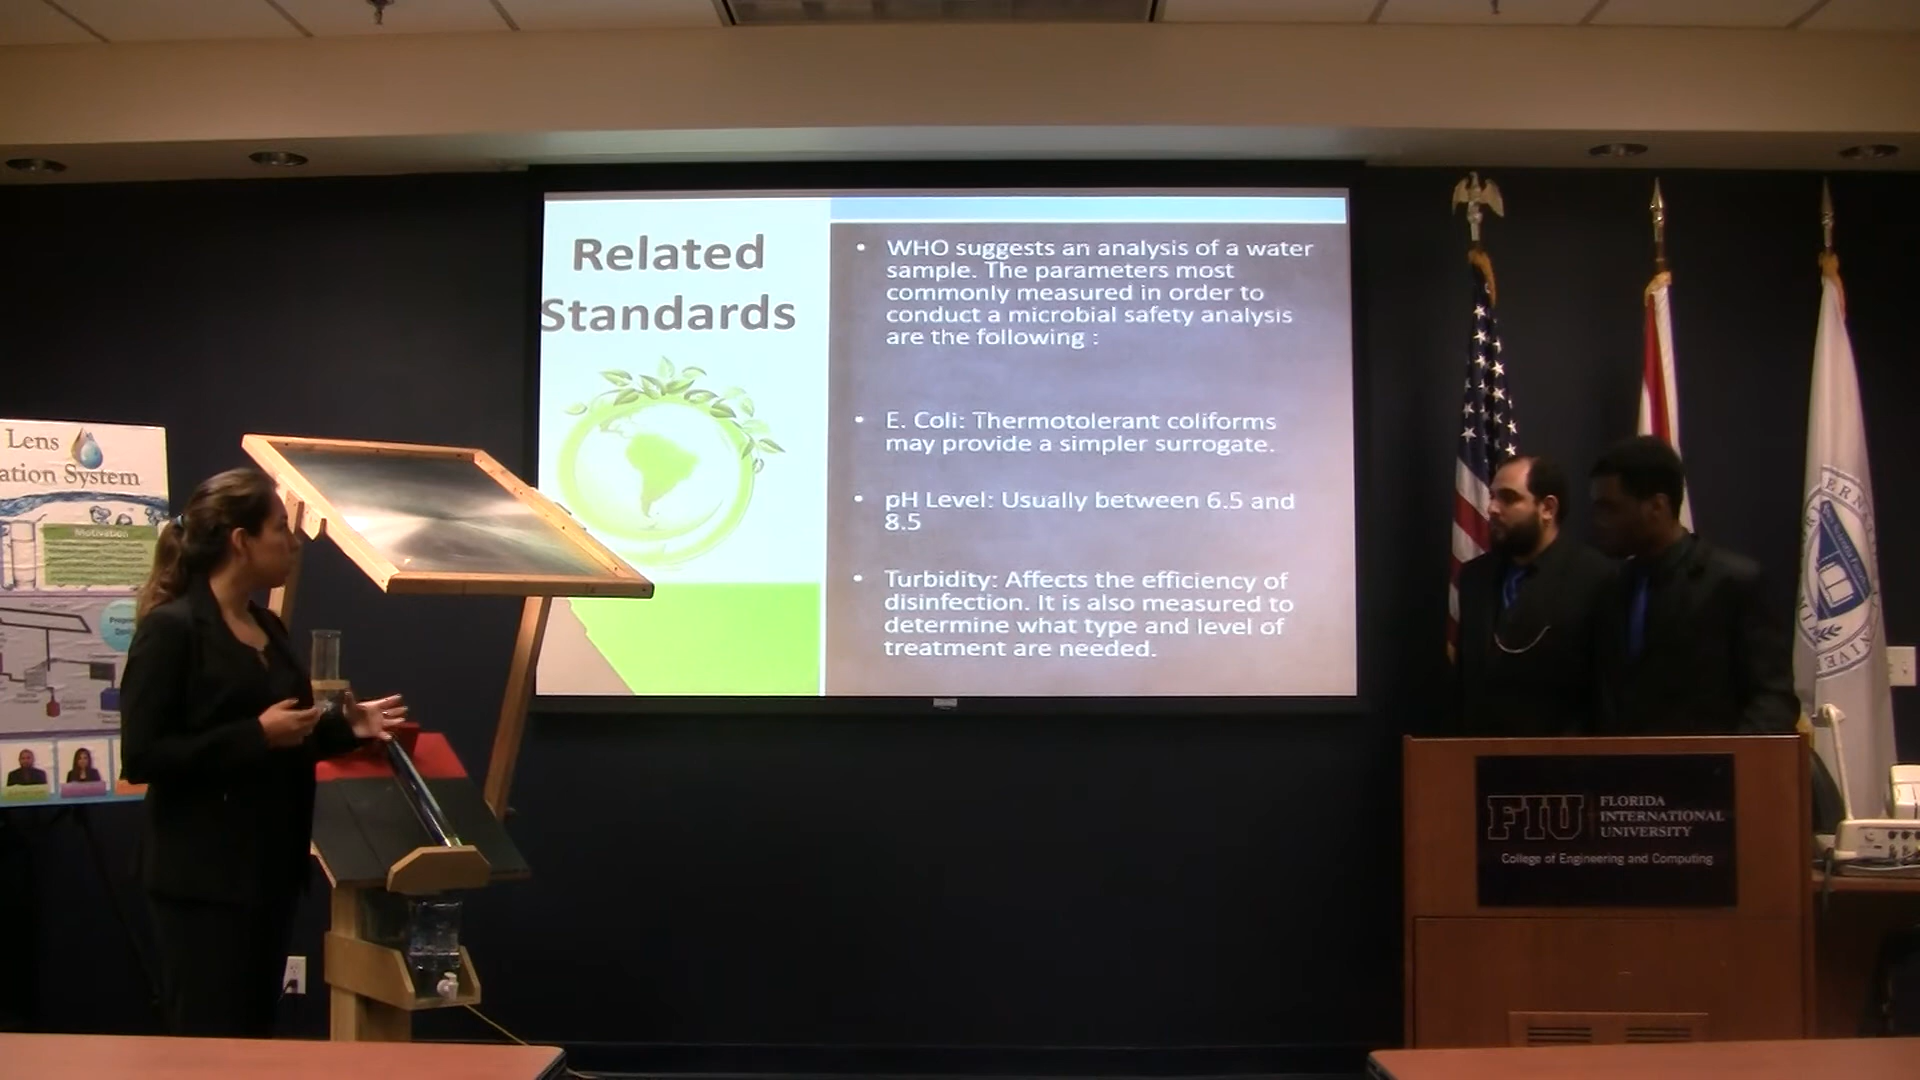 Related
Standards
• WHO suggests an analysis of a water
sample. The parameters most
commonly measured in order to
conduct a microbial safety analysis
are the following :
• E. Coli: Thermotolerant coliforms
may provide a simpler surrogate.
• pH Level: Usually between 6.5 and
8.5
• Turbidity: Affects the efficiency of
disinfection. It is also measured to
determine what type and level of
treatment are needed.
Lens
ation System
Motivation
FIU
FLORIDA
INTERNATIONAL
UNIVERSITY
College of Engineering and Computing